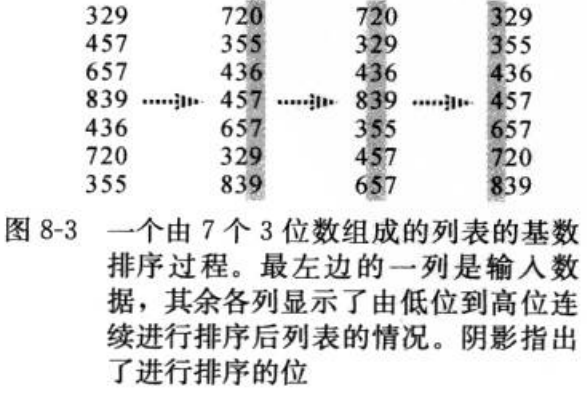 329 720 720 329
457 355 329 355
657 436 436 436
839 457 839 457
436 657 355 657
720 329 457 720
355 839 657 839
图 8-3 一个由 7 个 3 位数组成的列表的基数
排序过程。最左边的一列是输入数
据，其余各列显示了由低位到高位连
续进行排序后列表的情况。阴影指出
了进行排序的位